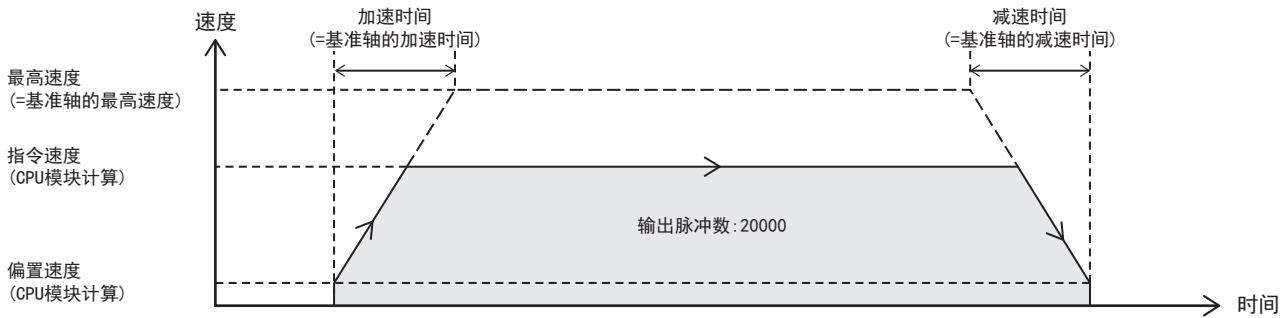 速度
加速时间
(=基准轴的加速时间)
减速时间
(=基准轴的减速时间)
最高速度
(=基准轴的最高速度)
指令速度
(CPU模块计算)
输出脉冲数:20000
偏置速度
(CPU模块计算)
时间